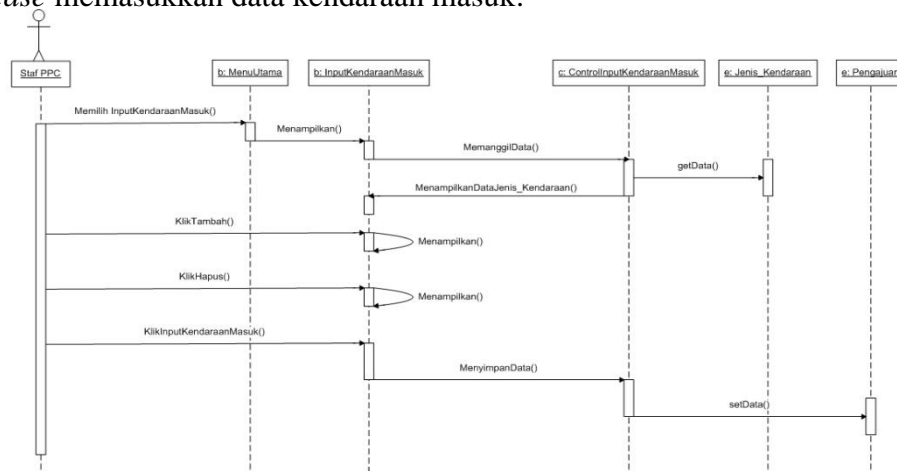 use memasukkan data kendaraan masuk.
Staf PPC
b: MenuUtama
b: InputKendaraanMasuk
c: ControlInputKendaraanMasuk
e: Jenis_Kendaraan
e: Pengajuan
Memilih InputKendaraanMasuk()
Menampilkan()
MemanggilData()
getData()
MenampilkanDataJenis_Kendaraan()
KlikTambah()
Menampilkan()
KlikHapus()
Menampilkan()
KlikInputKendaraanMasuk()
MenyimpanData()
setData()